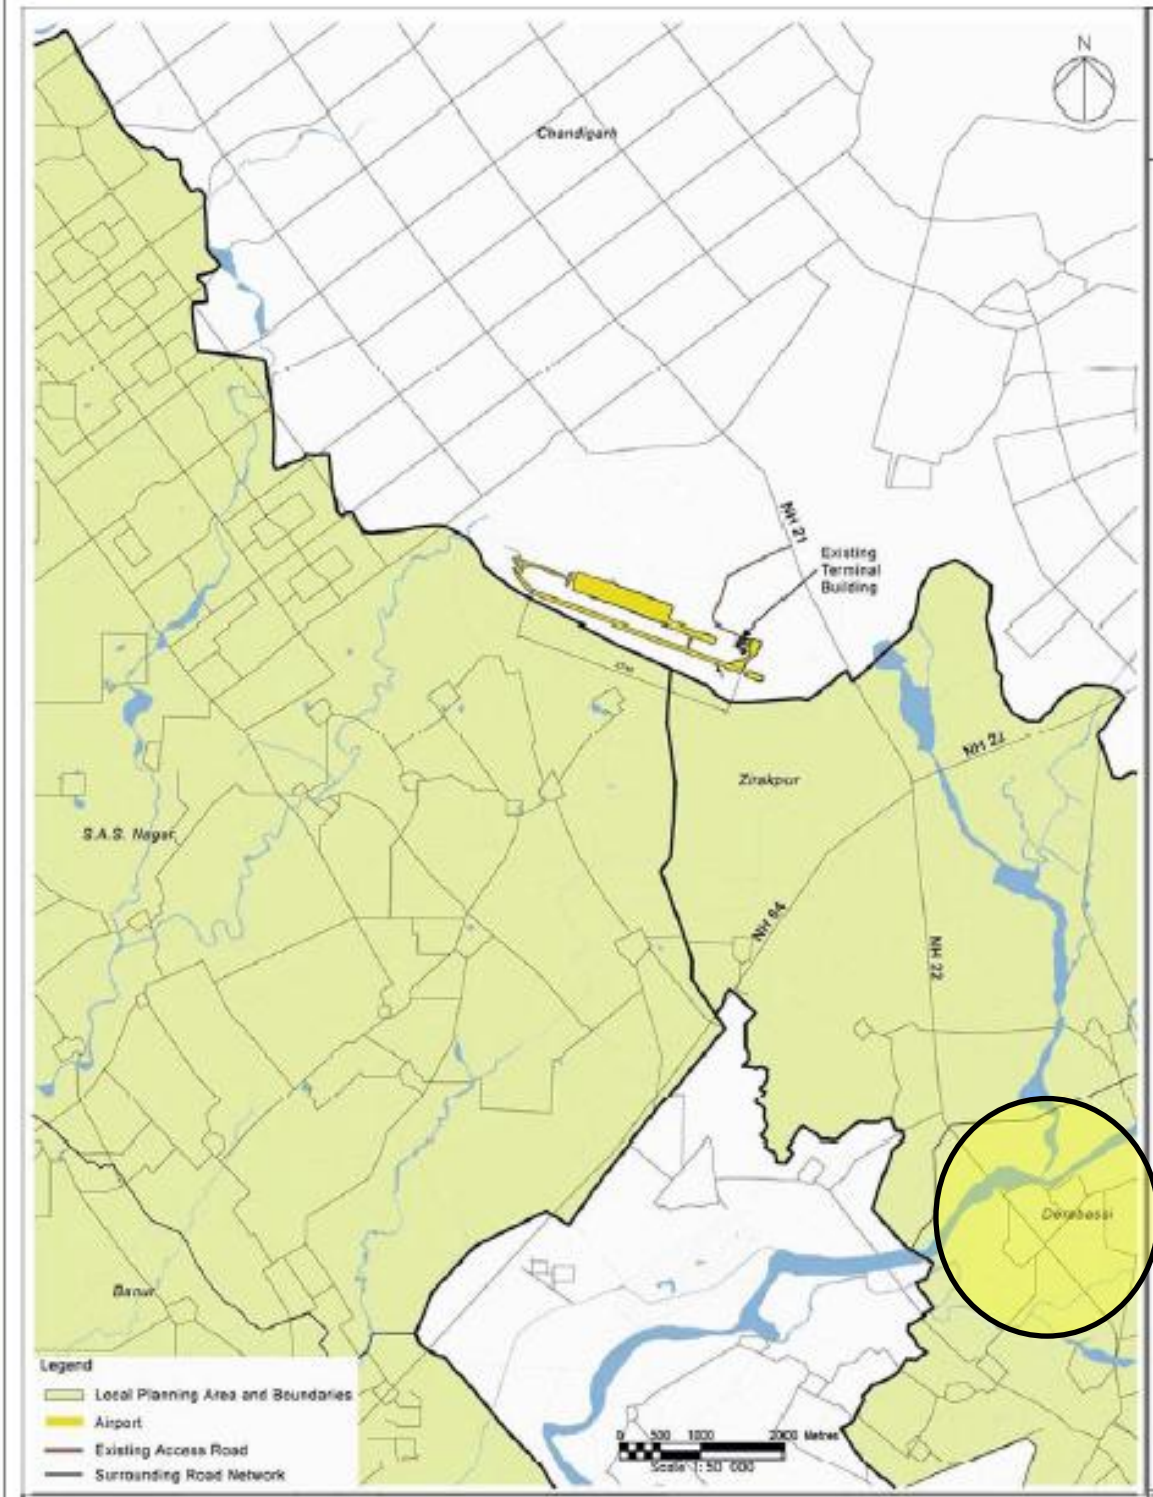 N
Chandigarh
NH 21
Existing
Terminal
Building
NH 22
Zirakpur
S.A.S. Nagar
NH 64
NH 22
Derabassi
Banur
Legend
Local Planning Area and Boundaries
Airport
Existing Access Road
Surrounding Road Network
0 500 1000 2000 Metres
Scale 1: 50 000